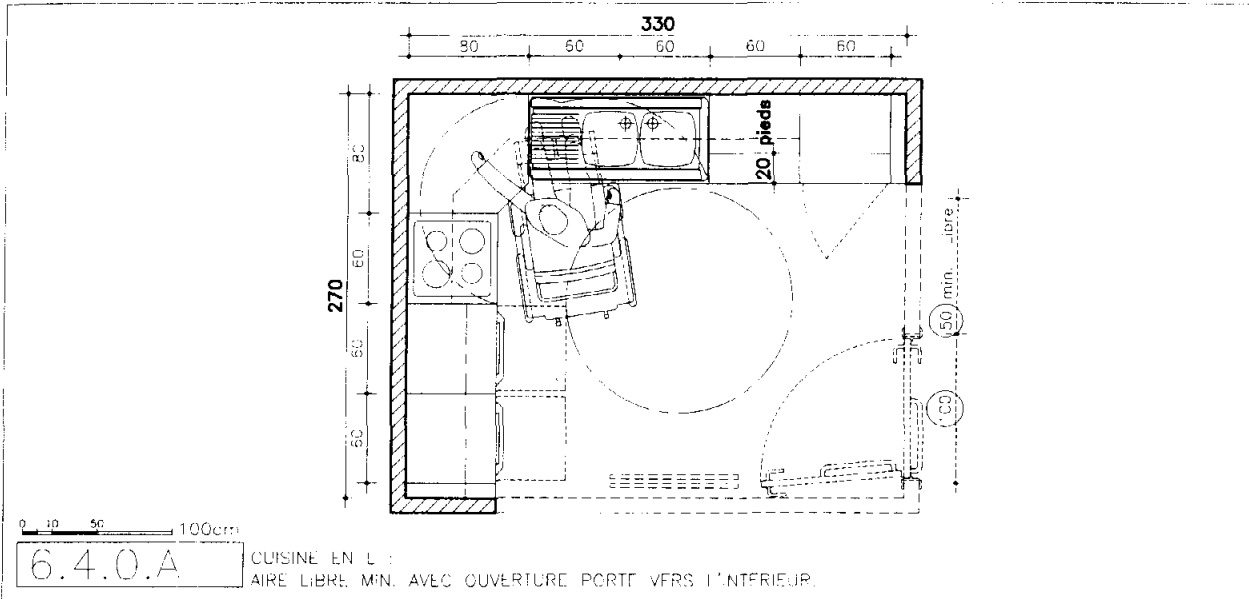 330
80 60 60 60 60
80
60
60
60
270
20 pieds
min. Libre
100
0 10 50 100cm
6.4.0.A
CUISINE EN L :
AIRE LIBRE MIN. AVEC OUVERTURE PORTE VERS L'INTERIEUR.